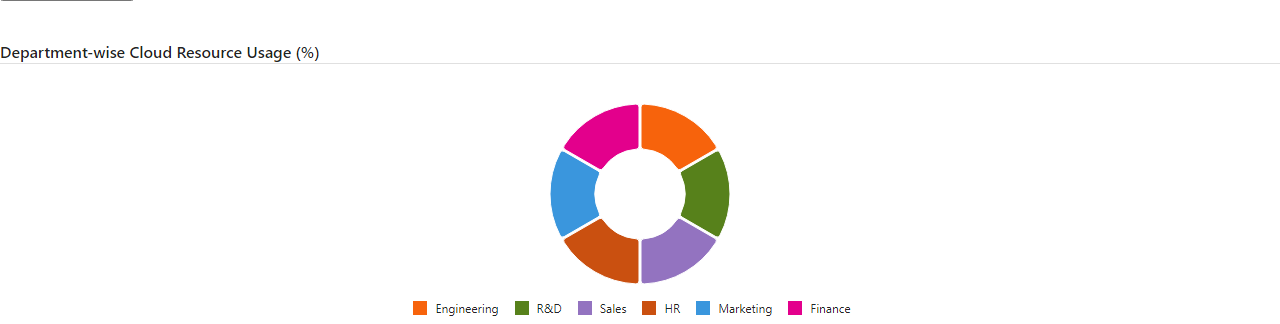 Department-wise Cloud Resource Usage (%)
Engineering R&D Sales HR Marketing Finance